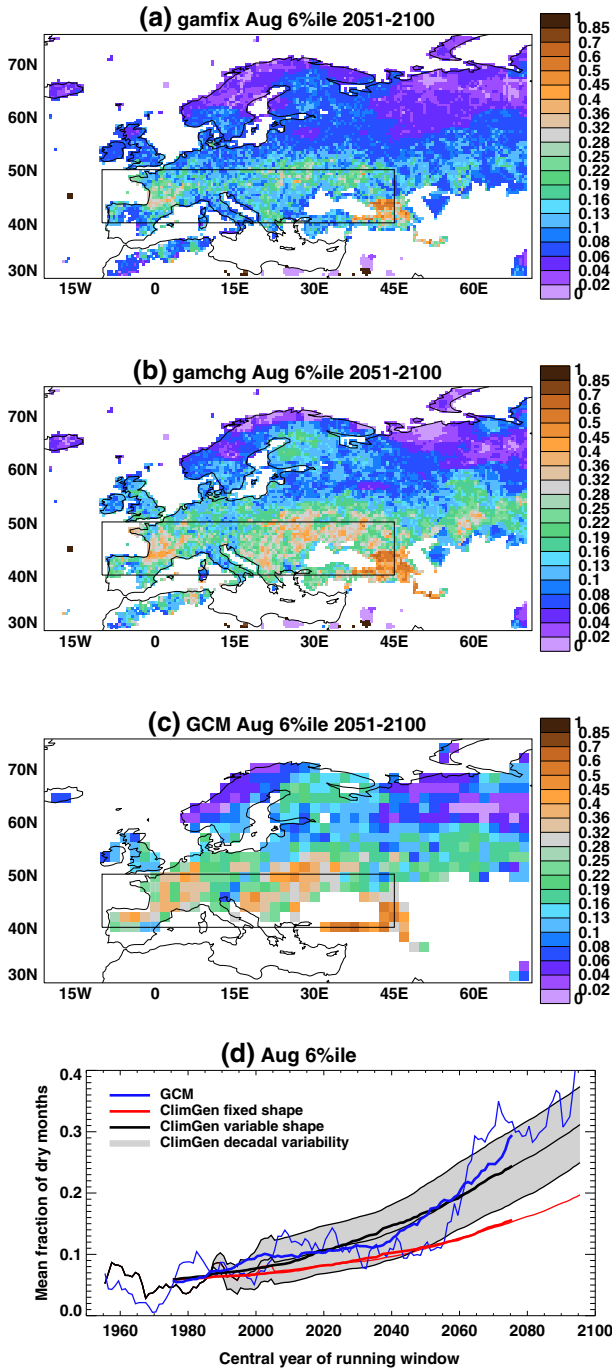 (a) gamfix Aug 6%ile 2051-2100
70N
60N
50N
40N
30N
15W 0 15E 30E 45E 60E
1
0.85
0.7
0.6
0.5
0.45
0.4
0.36
0.32
0.28
0.25
0.22
0.19
0.16
0.13
0.1
0.08
0.06
0.04
0.02
0
(b) gamchg Aug 6%ile 2051-2100
70N
60N
50N
40N
30N
15W 0 15E 30E 45E 60E
1
0.85
0.7
0.6
0.5
0.45
0.4
0.36
0.32
0.28
0.25
0.22
0.19
0.16
0.13
0.1
0.08
0.06
0.04
0.02
0
(c) GCM Aug 6%ile 2051-2100
70N
60N
50N
40N
30N
15W 0 15E 30E 45E 60E
1
0.85
0.7
0.6
0.5
0.45
0.4
0.36
0.32
0.28
0.25
0.22
0.19
0.16
0.13
0.1
0.08
0.06
0.04
0.02
0
(d) Aug 6%ile
Mean fraction of dry months
0.4
0.3
0.2
0.1
0.0
GCM
ClimGen fixed shape
ClimGen variable shape
ClimGen decadal variability
1960 1980 2000 2020 2040 2060 2080 2100
Central year of running window